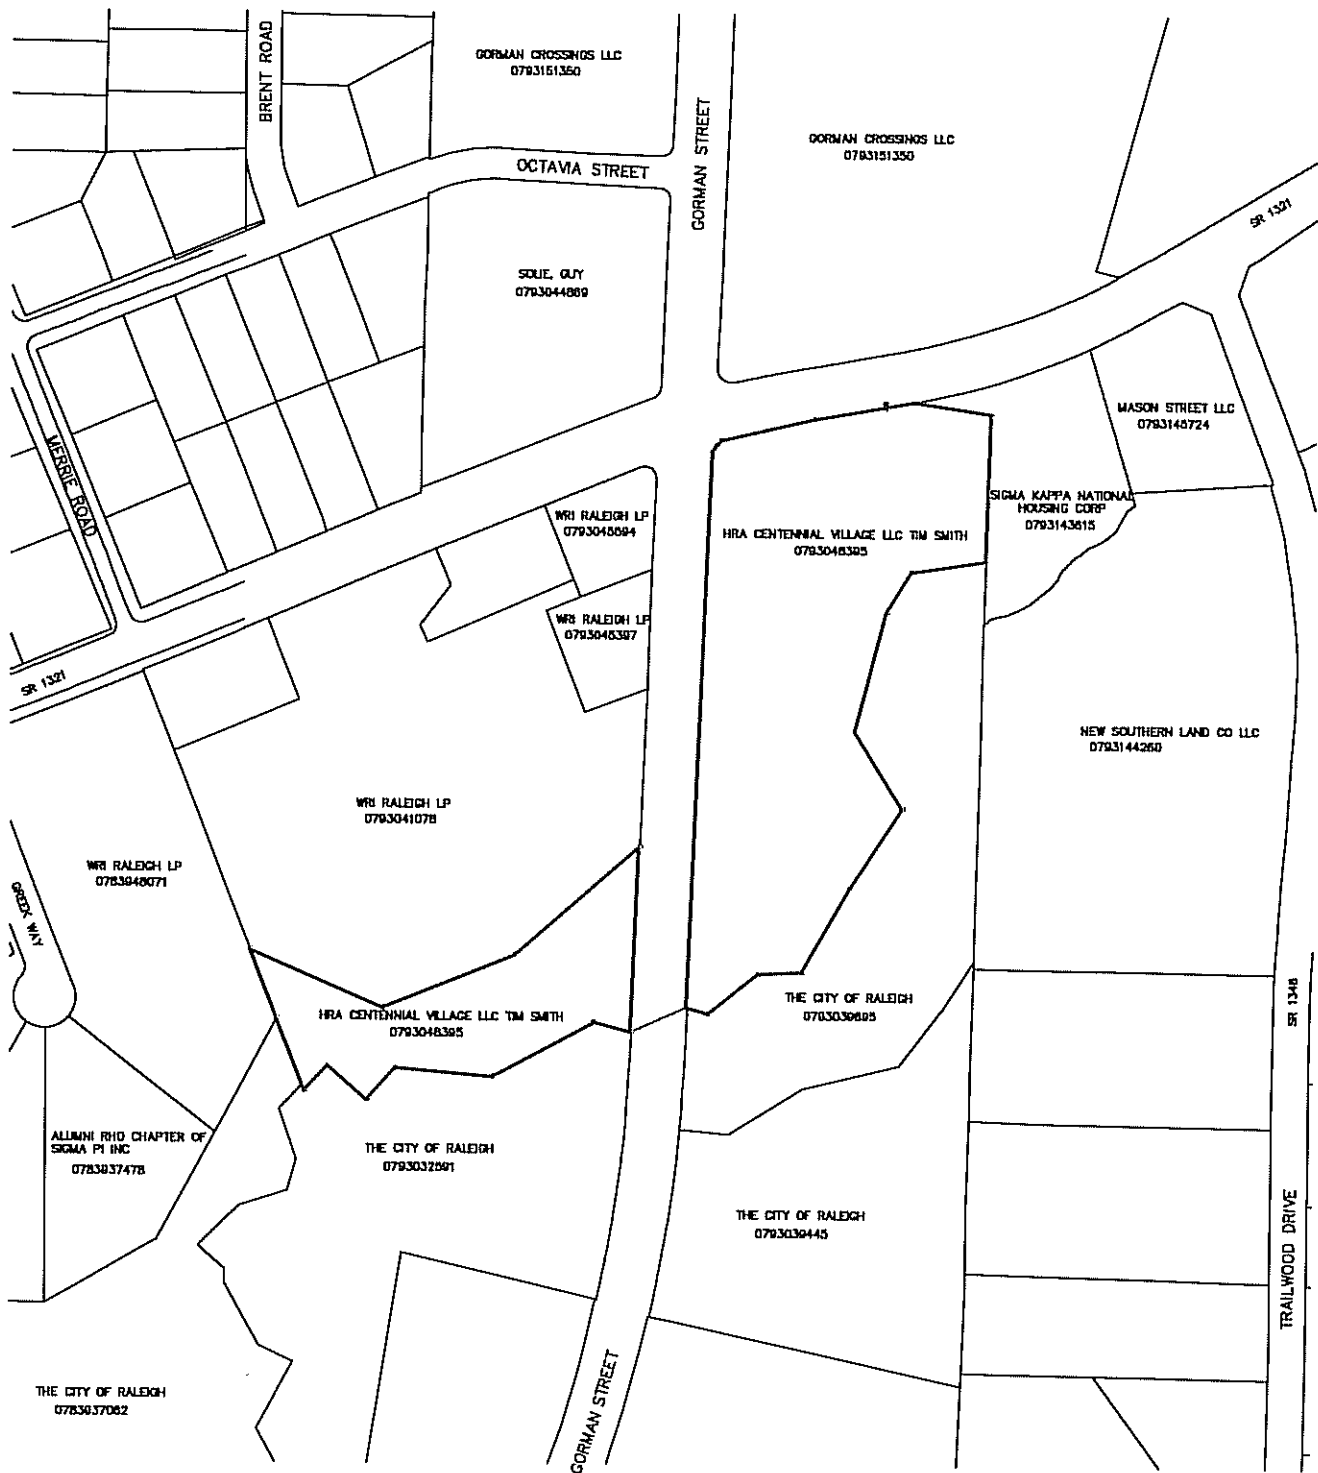 BRENT ROAD
GORMAN CROSSINGS LLC
0793151350
GORMAN STREET
GORMAN CROSSINGS LLC
0793151350
OCTAVIA STREET
SR 1321
SOLIE, GUY
0793044869
MERRIE ROAD
MASON STREET LLC
0793148724
SIGMA KAPPA NATIONAL
HOUSING CORP
0793143615
WRI RALEIGH LP
0793048694
HRA CENTENNIAL VILLAGE LLC TIM SMITH
0793048395
WRI RALEIGH LP
0793048397
SR 1321
NEW SOUTHERN LAND CO LLC
0793144260
WRI RALEIGH LP
0793041078
WRI RALEIGH LP
0783948071
GREEK WAY
THE CITY OF RALEIGH
0793039695
HRA CENTENNIAL VILLAGE LLC TIM SMITH
0793048395
SR 1348
ALUMNI RHO CHAPTER OF
SIGMA PI INC
0783937478
THE CITY OF RALEIGH
0793032691
THE CITY OF RALEIGH
0793039445
TRAILWOOD DRIVE
THE CITY OF RALEIGH
0783937082
GORMAN STREET